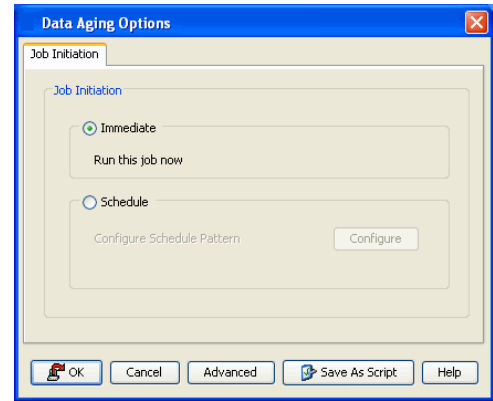 Data Aging Options
Job Initiation
Job Initiation
Immediate
Run this job now
Schedule
Configure Schedule Pattern Configure
OK Cancel Advanced Save As Script Help